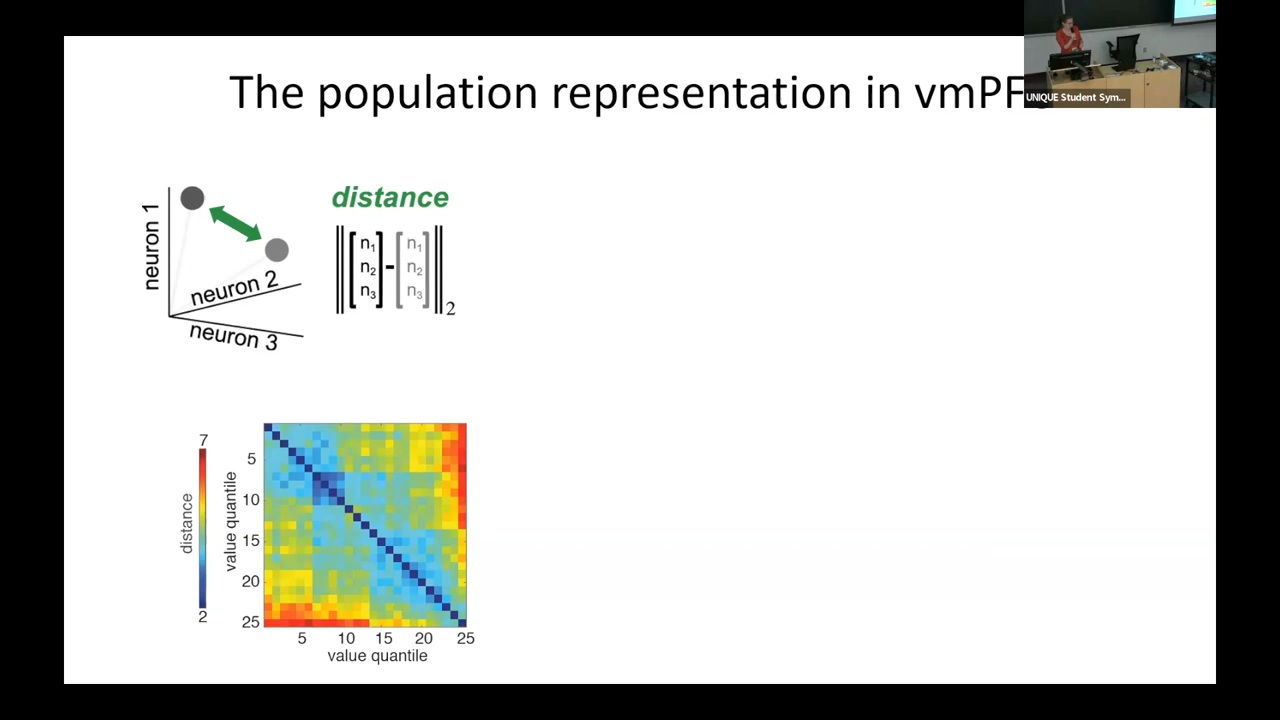 The population representation in vmPF
UNIQUE Student Sym...
distance
neuron 1
neuron 2
neuron 3
n1 n1
n2 - n2
n3 n3
2
7
distance
2
value quantile
5
10
15
20
25
5 10 15 20 25
value quantile